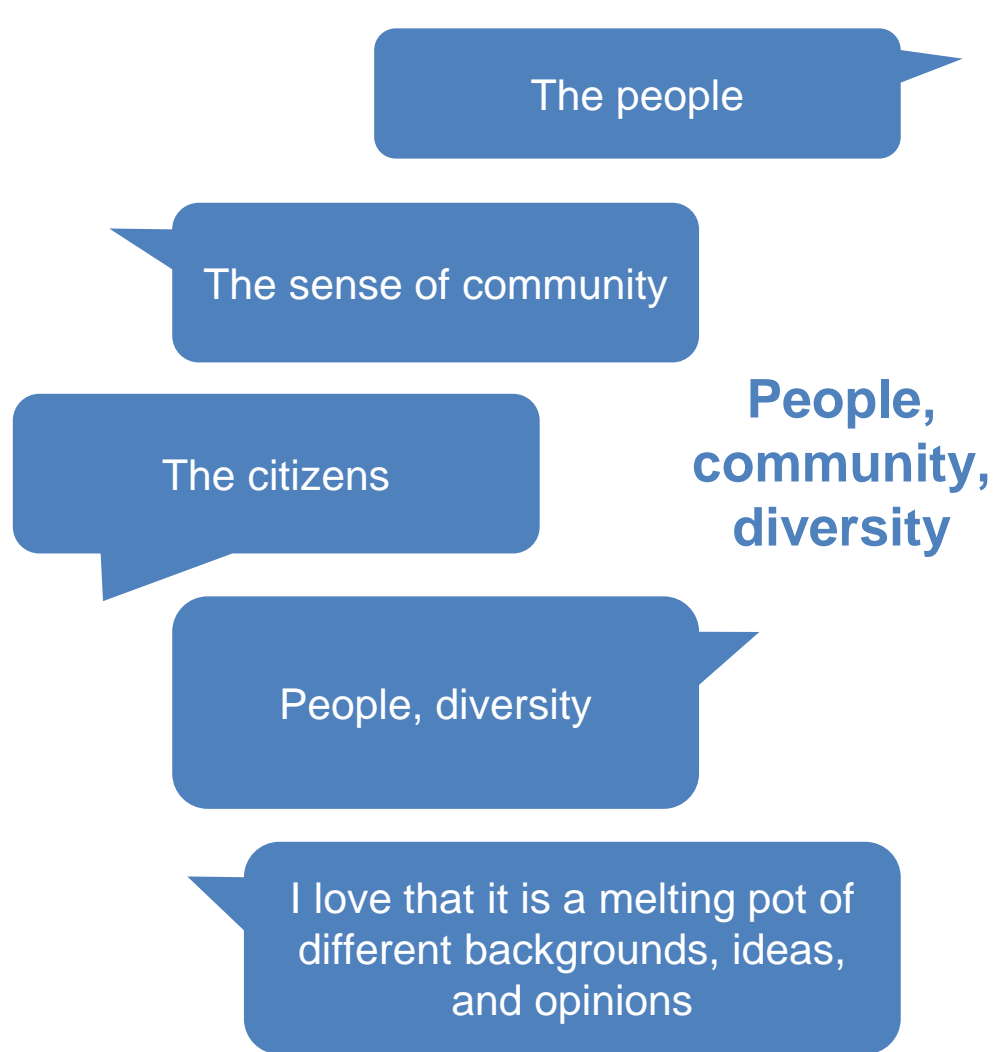 The people
The sense of community
People,
community,
diversity
The citizens
People, diversity
I love that it is a melting pot of
different backgrounds, ideas,
and opinions